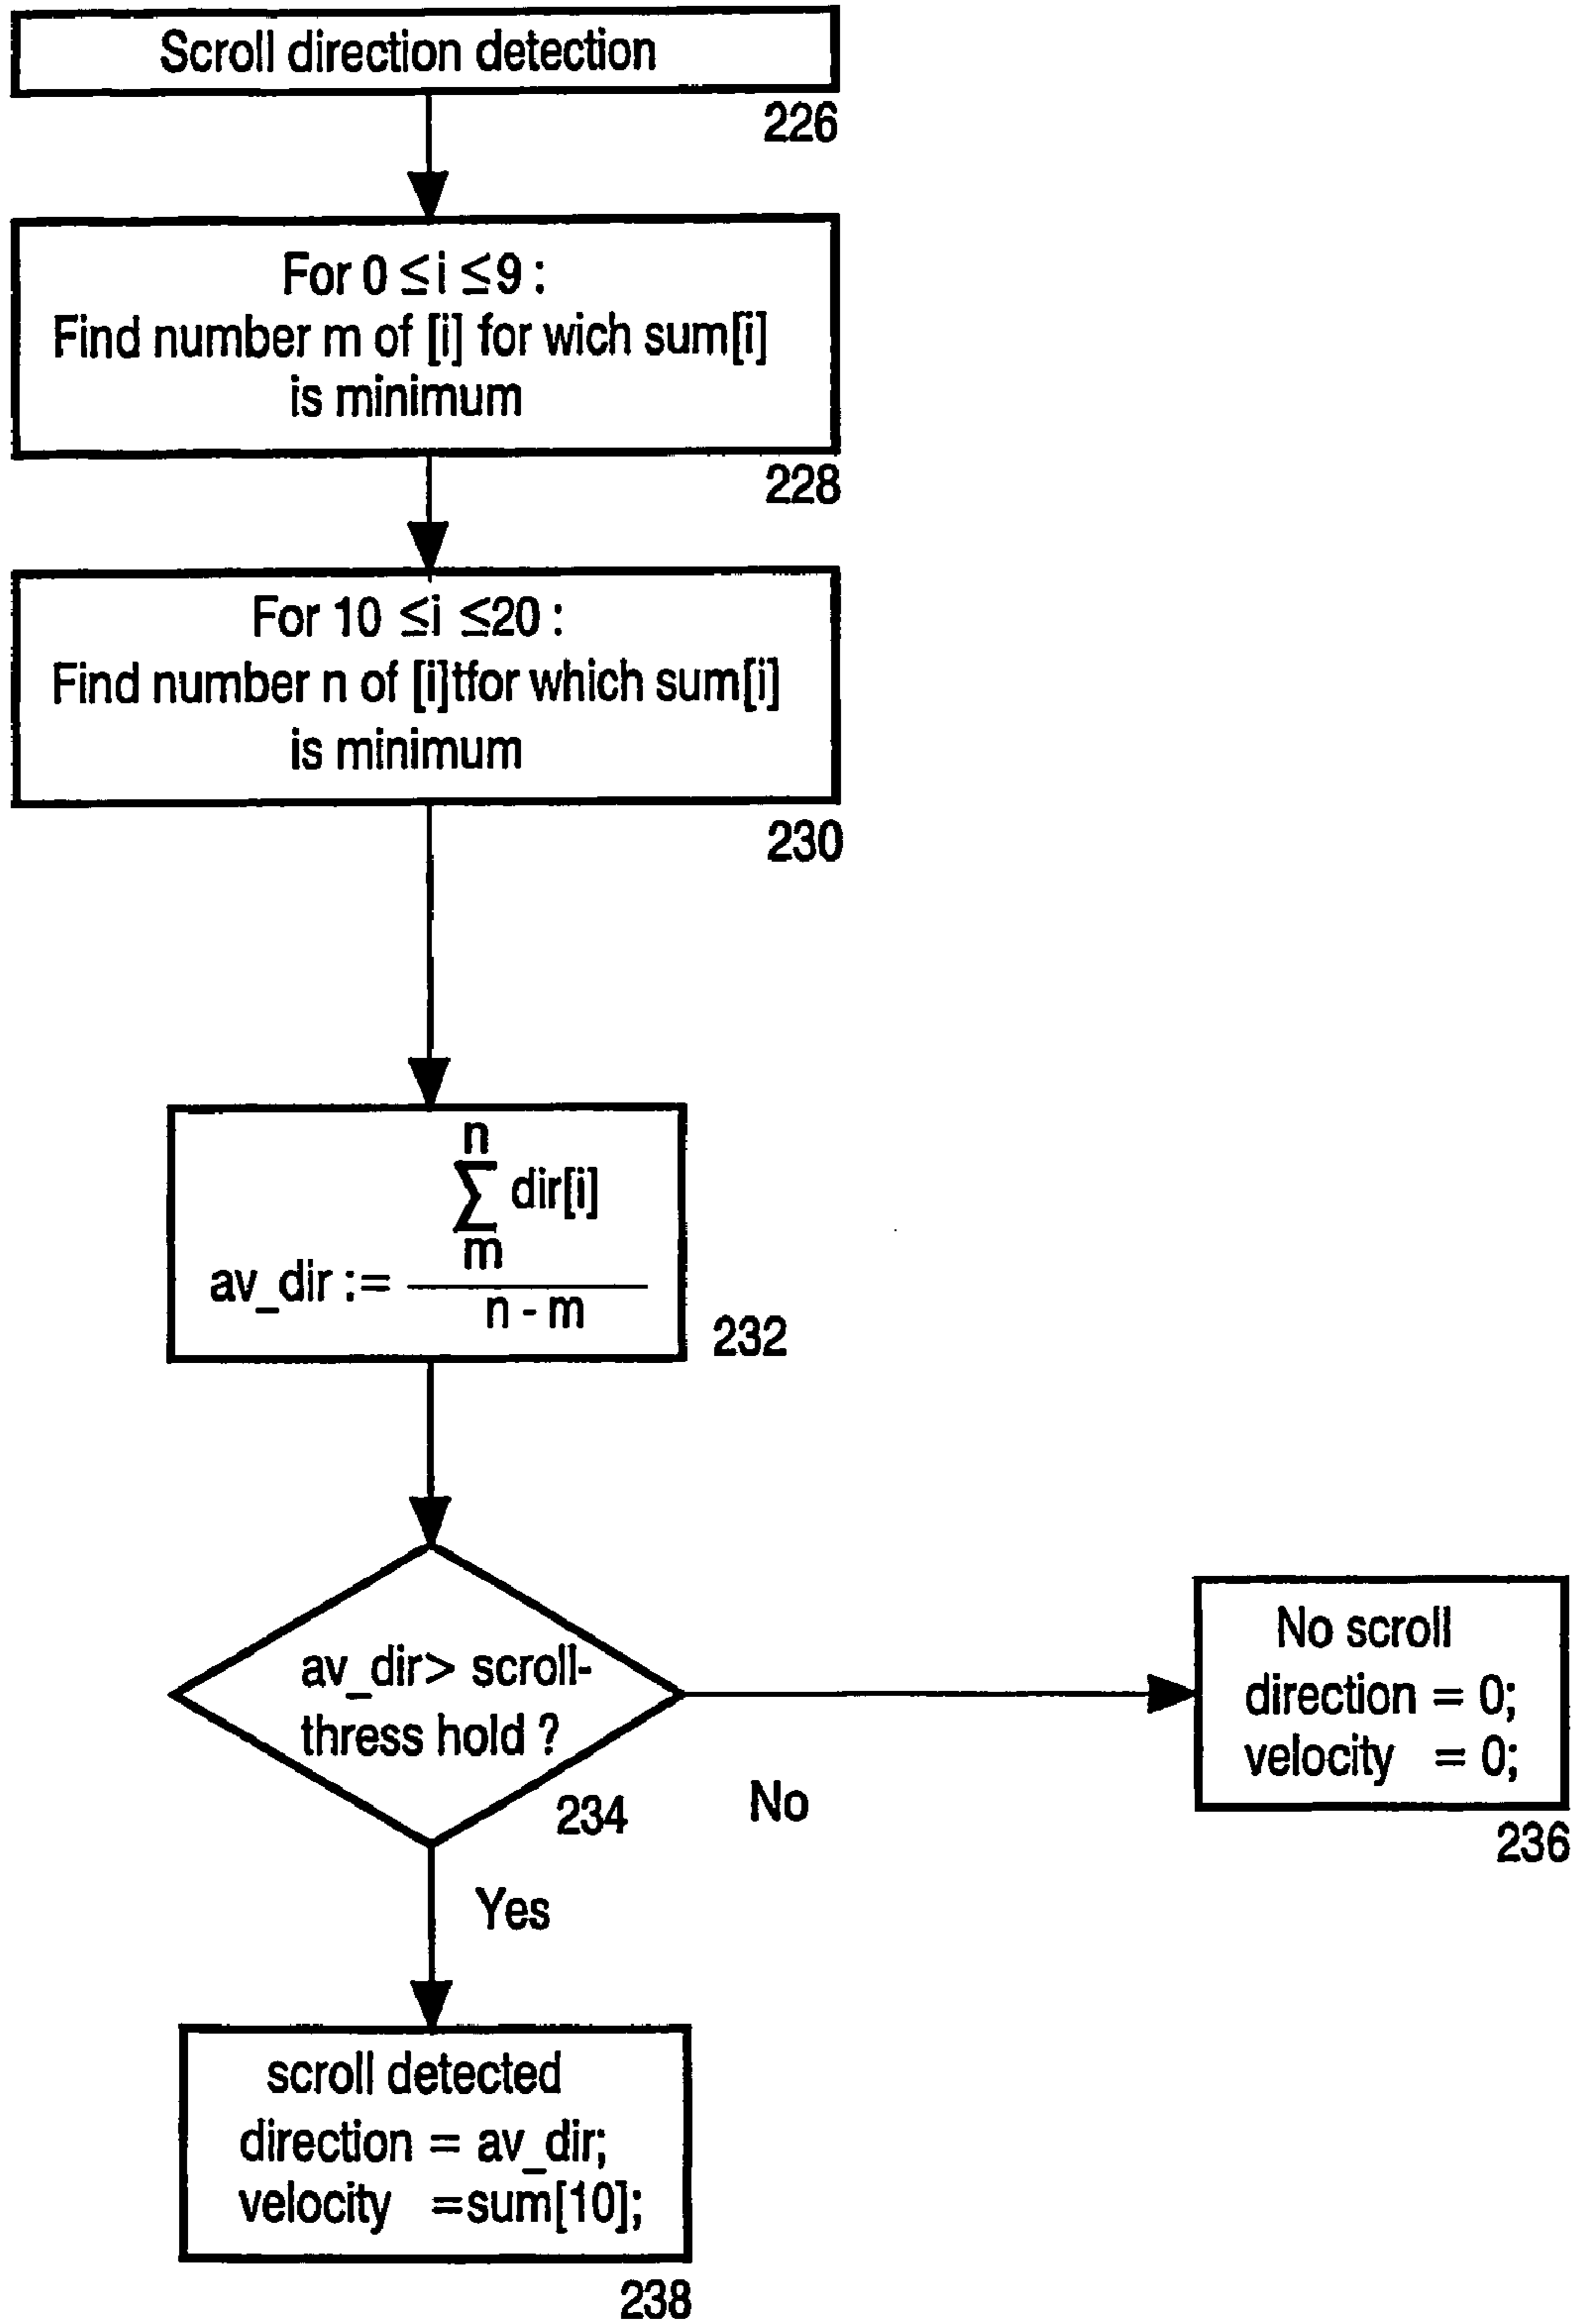 Scroll direction detection
226
For 0 ≤i ≤9 :
Find number m of [i] for wich sum[i]
is minimum
228
For 10 ≤i ≤20 :
Find number n of [i]tfor which sum[i]
is minimum
230
n
∑ dir[i]
m
av_dir :=
n - m
232
av_dir> scroll-
thress hold ?
234
No
No scroll
direction = 0;
velocity = 0;
236
Yes
scroll detected
direction = av_dir;
velocity =sum[10];
238